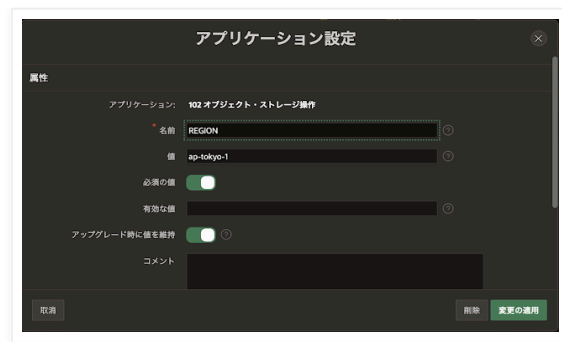 アプリケーション設定
属性
アプリケーション: 102 オブジェクト・ストレージ操作
* 名前 REGION
値 ap-tokyo-1
必須の値
有効な値
アップグレード時に値を維持
コメント
取消 削除 変更の適用